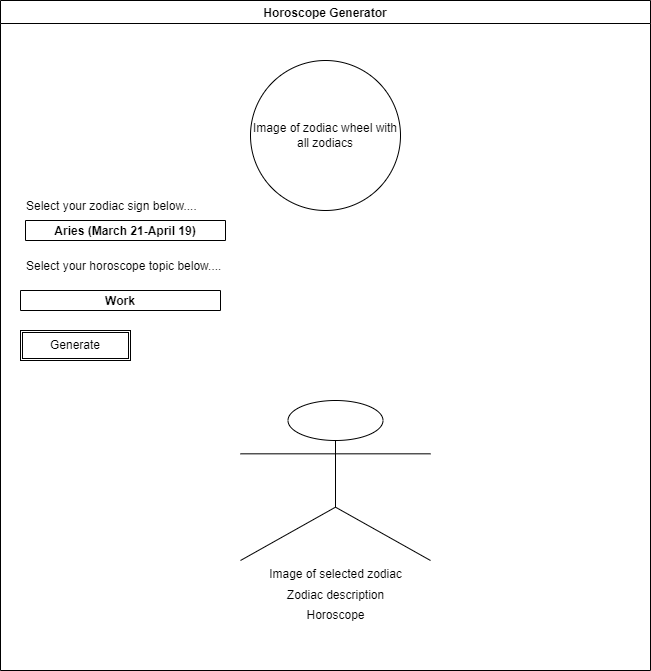 Horoscope Generator
Image of zodiac wheel with
all zodiacs
Select your zodiac sign below....
Aries (March 21-April 19)
Select your horoscope topic below....
Work
Generate
Image of selected zodiac
Zodiac description
Horoscope